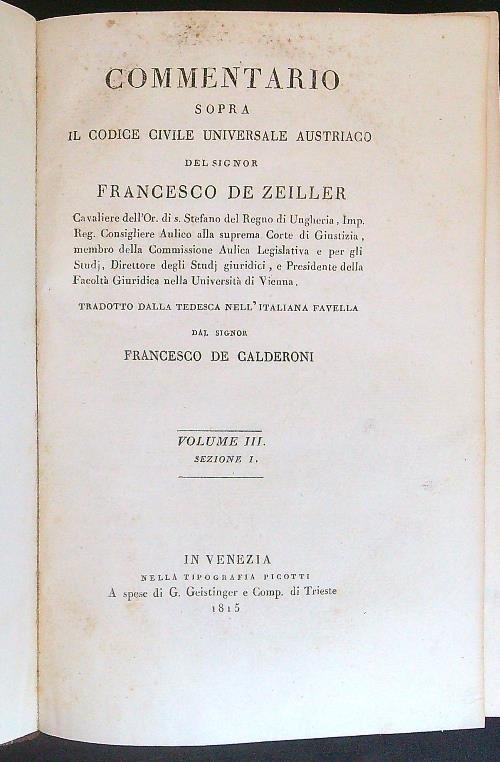 COMMENTARIO
SOPRA
IL CODICE CIVILE UNIVERSALE AUSTRIACO
DEL SIGNOR
FRANCESCO DE ZEILLER
Cavaliere dell'Or. di s. Stefano del Regno di Ungheria, Imp.
Reg. Consigliere Aulico alla suprema Corte di Giustizia,
membro della Commissione Aulica Legislativa e per gli
Studj, Direttore degli Studj giuridici, e Presidente della
Facoltà Giuridica nella Università di Vienna.
TRADOTTO DALLA TEDESCA NELL'ITALIANA FAVELLA
DAL SIGNOR
FRANCESCO DE CALDERONI
VOLUME III.
SEZIONE I.
IN VENEZIA
NELLA TIPOGRAFIA PICOTTI
A spese di G. Geistinger e Comp. di Trieste
1815